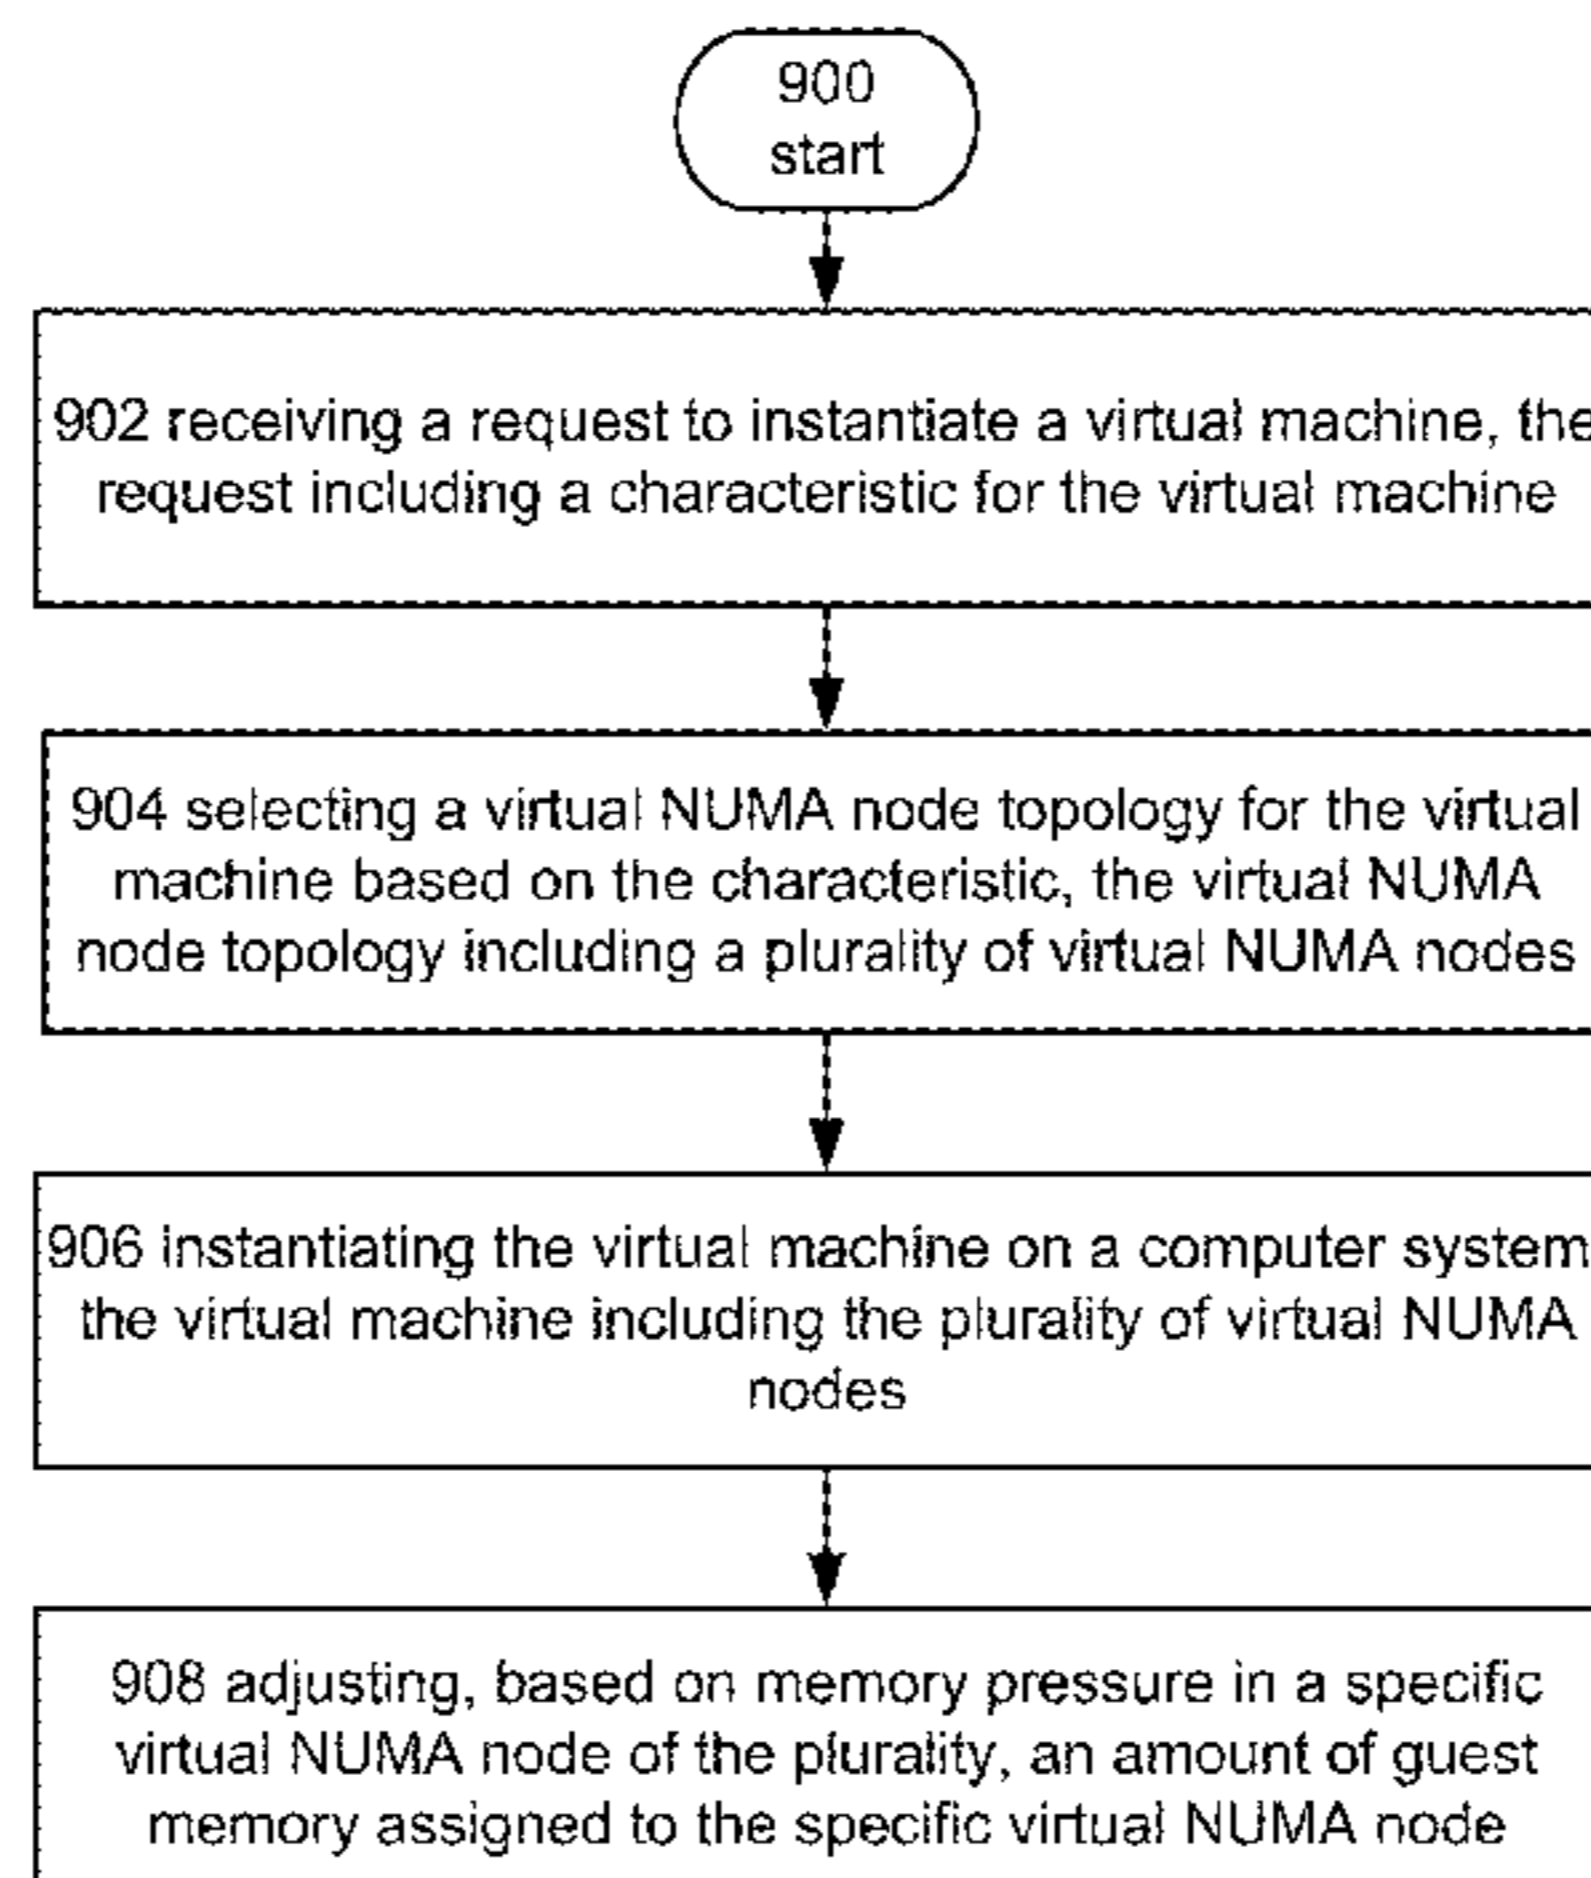 900
start
902 receiving a request to instantiate a virtual machine, the
request including a characteristic for the virtual machine
904 selecting a virtual NUMA node topology for the virtual
machine based on the characteristic, the virtual NUMA
node topology including a plurality of virtual NUMA nodes
906 instantiating the virtual machine on a computer system
the virtual machine including the plurality of virtual NUMA
nodes
908 adjusting, based on memory pressure in a specific
virtual NUMA node of the plurality, an amount of guest
memory assigned to the specific virtual NUMA node